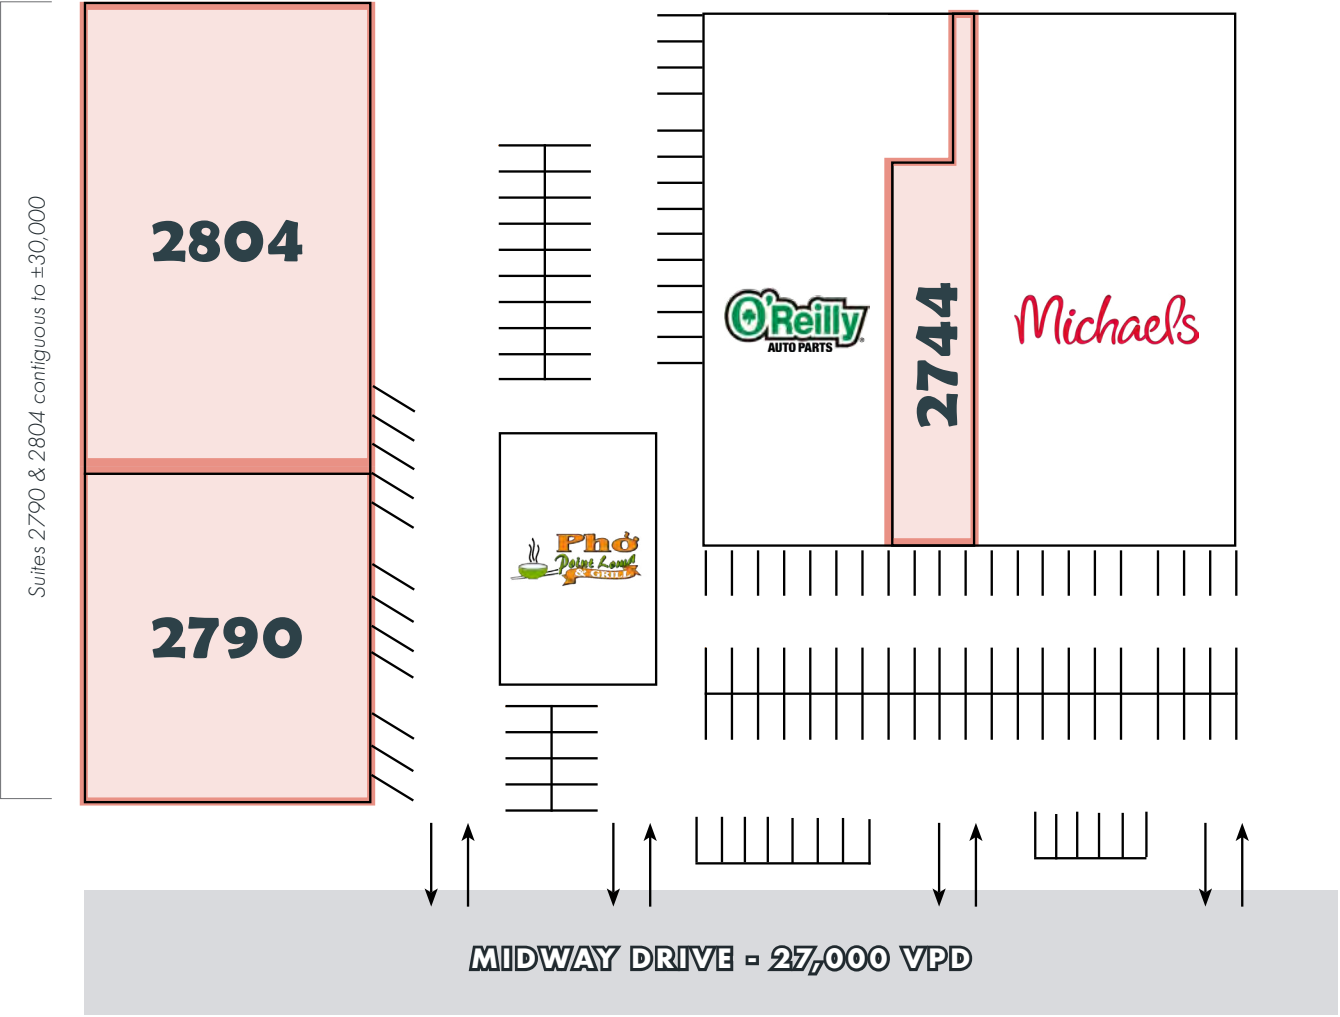 Suites 2790 & 2804 contiguous to ±30,000
2804
2790
Phở
Point Loma
& GRILL
O'Reilly
AUTO PARTS
2744
Michaels
MIDWAY DRIVE - 27,000 VPD